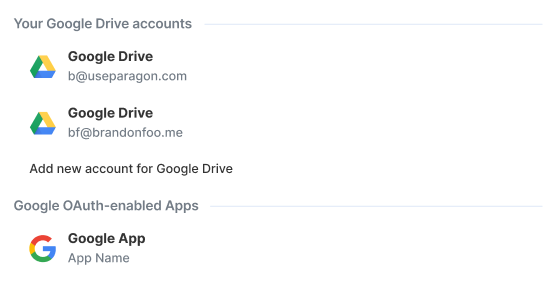 Your Google Drive accounts
Google Drive
b@useparagon.com
Google Drive
bf@brandonfoo.me
Add new account for Google Drive
Google OAuth-enabled Apps
Google App
App Name